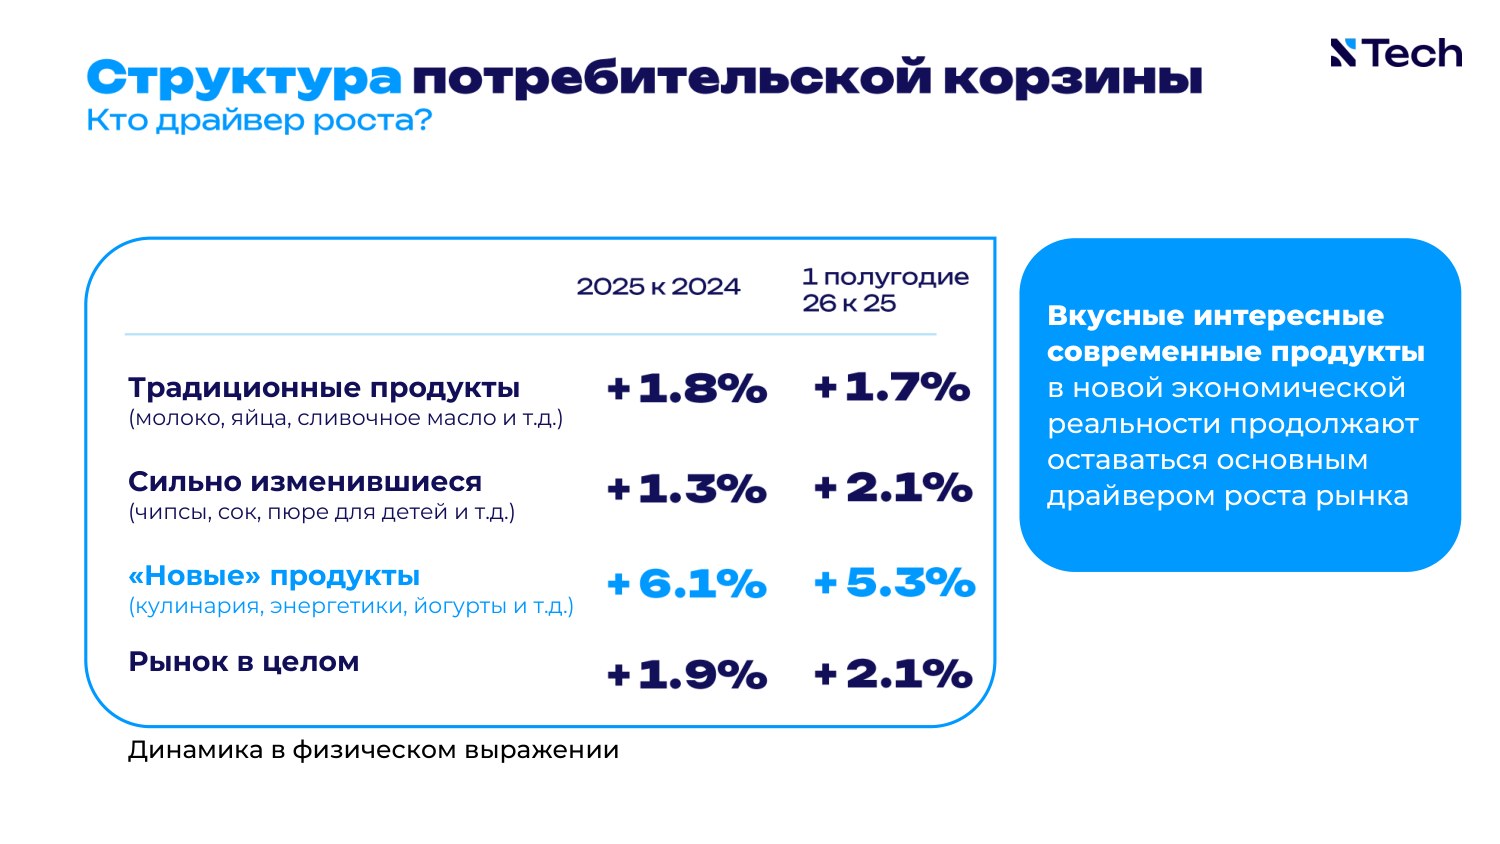 Tech
Структура потребительской корзины
Кто драйвер роста?
2025 к 2024
1 полугодие
26 к 25
Традиционные продукты
(молоко, яйца, сливочное масло и т.д.)
+ 1.8%
+ 1.7%
Сильно изменившиеся
(чипсы, сок, пюре для детей и т.д.)
+ 1.3%
+ 2.1%
«Новые» продукты
(кулинария, энергетики, йогурты и т.д.)
+ 6.1%
+ 5.3%
Рынок в целом
+ 1.9%
+ 2.1%
Динамика в физическом выражении
Вкусные интересные
современные продукты
в новой экономической
реальности продолжают
оставаться основным
драйвером роста рынка